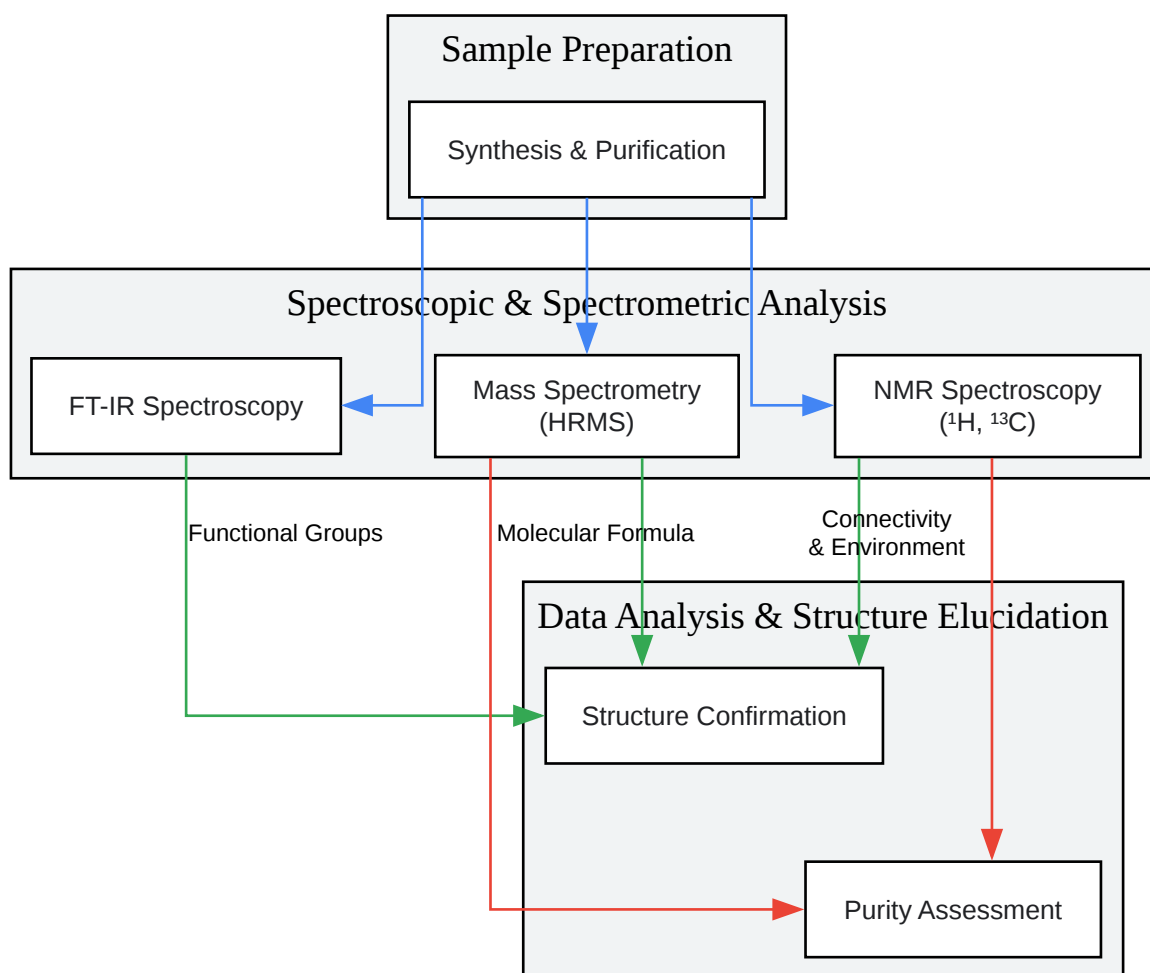 Sample Preparation
Synthesis & Purification
Spectroscopic & Spectrometric Analysis
FT-IR Spectroscopy
Mass Spectrometry
(HRMS)
NMR Spectroscopy
(¹H, ¹³C)
Functional Groups
Molecular Formula
Connectivity
& Environment
Data Analysis & Structure Elucidation
Structure Confirmation
Purity Assessment